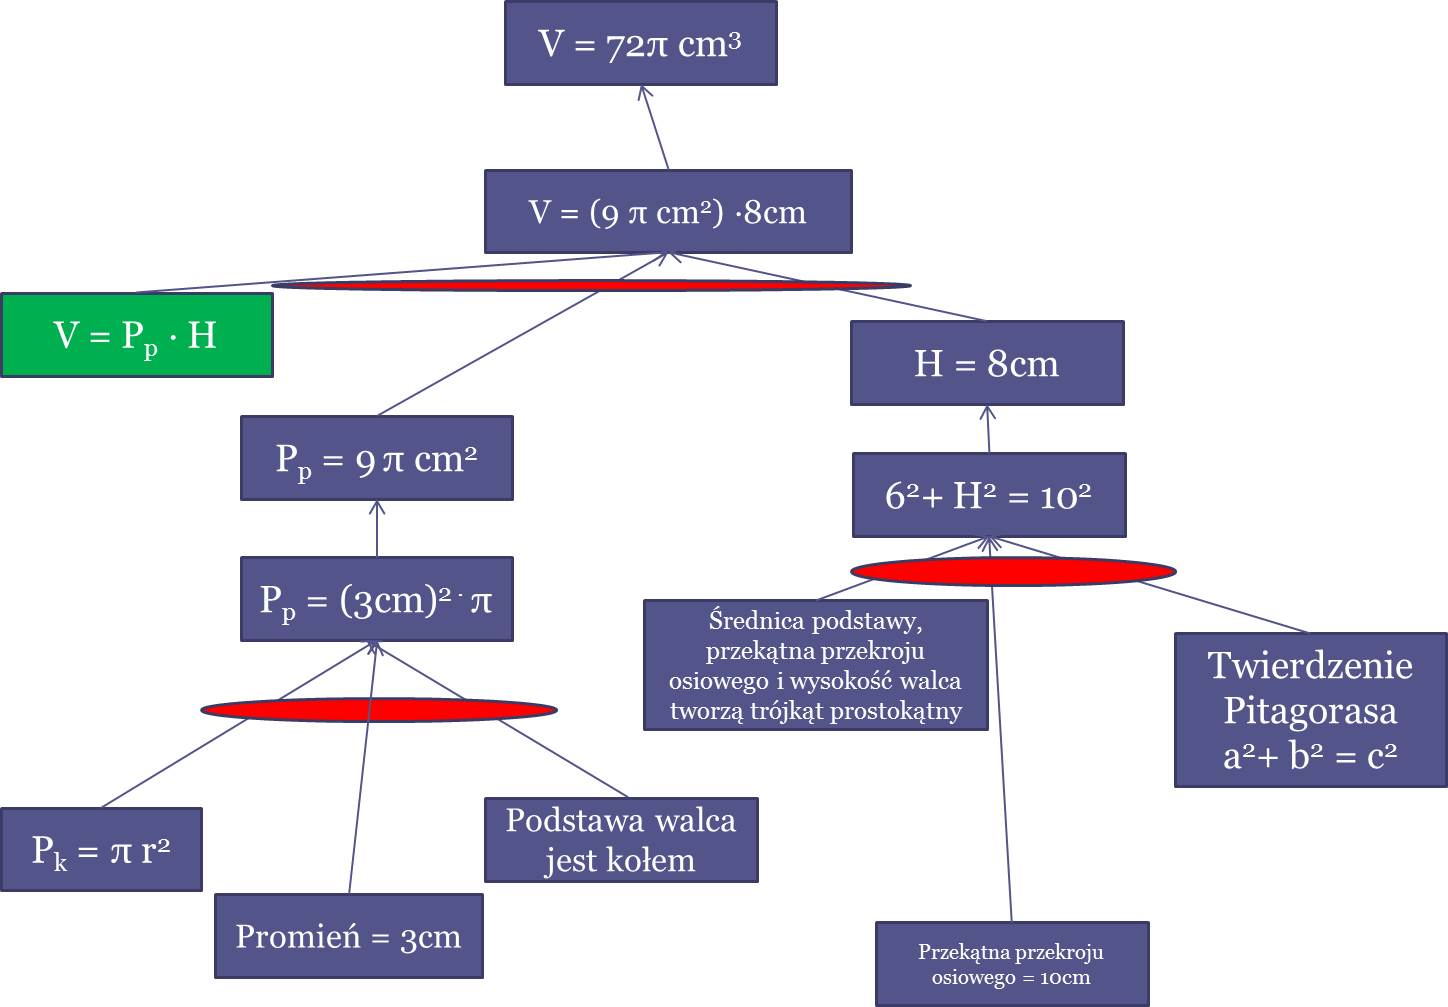 V = 72π cm³
V = (9 π cm²) ·8cm
V = Pₚ · H
H = 8cm
Pₚ = 9 π cm²
6²+ H² = 10²
Pₚ = (3cm)² · π
Średnica podstawy,
przekątna przekroju
osiowego i wysokość walca
tworzą trójkąt prostokątny
Twierdzenie
Pitagorasa
a²+ b² = c²
Pₖ = π r²
Podstawa walca
jest kołem
Promień = 3cm
Przekątna przekroju
osiowego = 10cm